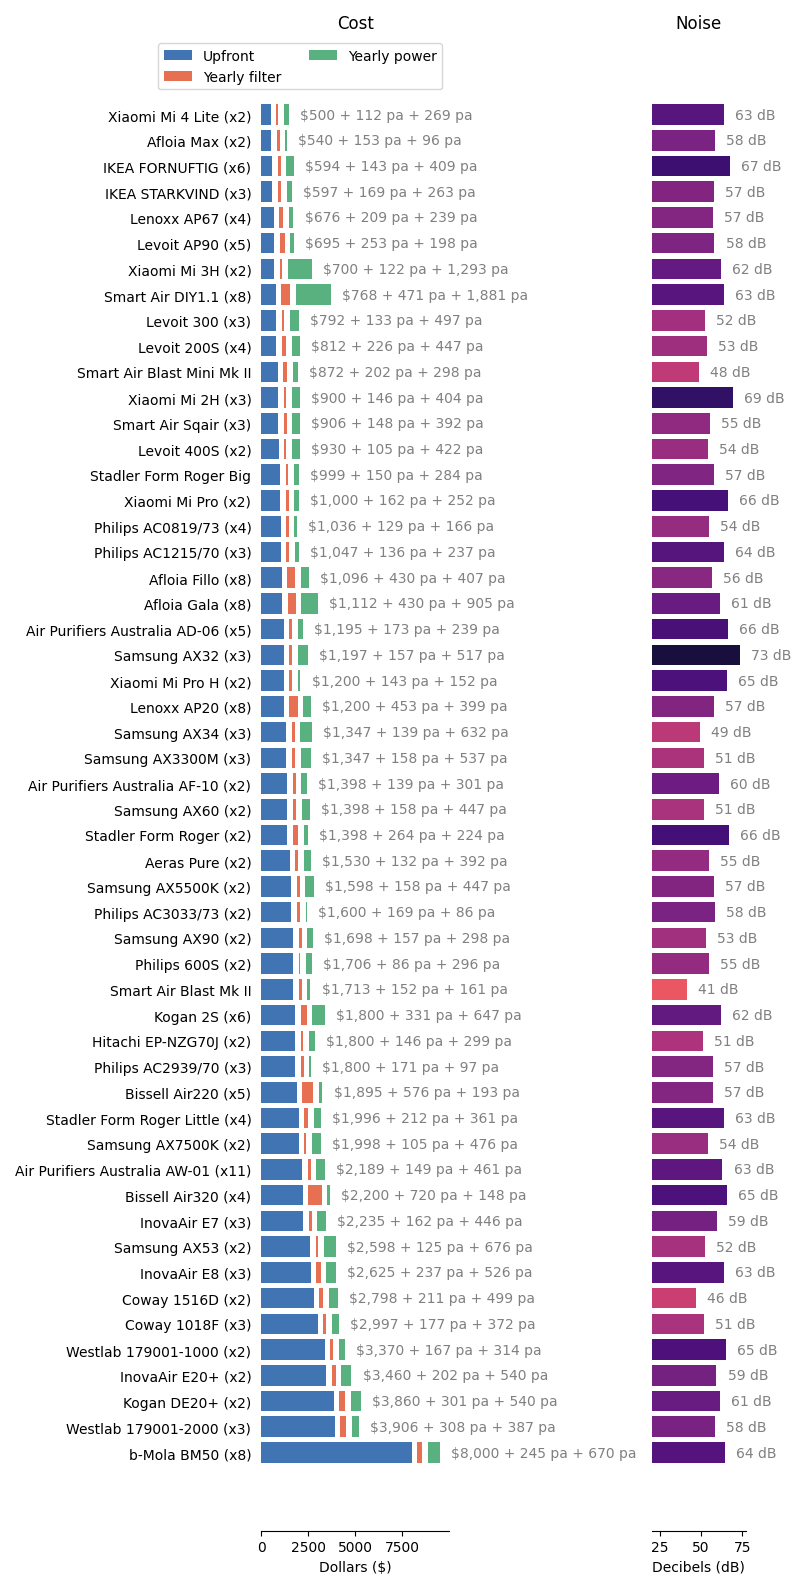 Cost Noise
Upfront Yearly power
Yearly filter
Xiaomi Mi 4 Lite (x2) $500 + 112 pa + 269 pa 63 dB
Afloia Max (x2) $540 + 153 pa + 96 pa 58 dB
IKEA FORNUFTIG (x6) $594 + 143 pa + 409 pa 67 dB
IKEA STARKVIND (x3) $597 + 169 pa + 263 pa 57 dB
Lenoxx AP67 (x4) $676 + 209 pa + 239 pa 57 dB
Levoit AP90 (x5) $695 + 253 pa + 198 pa 58 dB
Xiaomi Mi 3H (x2) $700 + 122 pa + 1,293 pa 62 dB
Smart Air DIY1.1 (x8) $768 + 471 pa + 1,881 pa 63 dB
Levoit 300 (x3) $792 + 133 pa + 497 pa 52 dB
Levoit 200S (x4) $812 + 226 pa + 447 pa 53 dB
Smart Air Blast Mini Mk II $872 + 202 pa + 298 pa 48 dB
Xiaomi Mi 2H (x3) $900 + 146 pa + 404 pa 69 dB
Smart Air Sqair (x3) $906 + 148 pa + 392 pa 55 dB
Levoit 400S (x2) $930 + 105 pa + 422 pa 54 dB
Stadler Form Roger Big $999 + 150 pa + 284 pa 57 dB
Xiaomi Mi Pro (x2) $1,000 + 162 pa + 252 pa 66 dB
Philips AC0819/73 (x4) $1,036 + 129 pa + 166 pa 54 dB
Philips AC1215/70 (x3) $1,047 + 136 pa + 237 pa 64 dB
Afloia Fillo (x8) $1,096 + 430 pa + 407 pa 56 dB
Afloia Gala (x8) $1,112 + 430 pa + 905 pa 61 dB
Air Purifiers Australia AD-06 (x5) $1,195 + 173 pa + 239 pa 66 dB
Samsung AX32 (x3) $1,197 + 157 pa + 517 pa 73 dB
Xiaomi Mi Pro H (x2) $1,200 + 143 pa + 152 pa 65 dB
Lenoxx AP20 (x8) $1,200 + 453 pa + 399 pa 57 dB
Samsung AX34 (x3) $1,347 + 139 pa + 632 pa 49 dB
Samsung AX3300M (x3) $1,347 + 158 pa + 537 pa 51 dB
Air Purifiers Australia AF-10 (x2) $1,398 + 139 pa + 301 pa 60 dB
Samsung AX60 (x2) $1,398 + 158 pa + 447 pa 51 dB
Stadler Form Roger (x2) $1,398 + 264 pa + 224 pa 66 dB
Aeras Pure (x2) $1,530 + 132 pa + 392 pa 55 dB
Samsung AX5500K (x2) $1,598 + 158 pa + 447 pa 57 dB
Philips AC3033/73 (x2) $1,600 + 169 pa + 86 pa 58 dB
Samsung AX90 (x2) $1,698 + 157 pa + 298 pa 53 dB
Philips 600S (x2) $1,706 + 86 pa + 296 pa 55 dB
Smart Air Blast Mk II $1,713 + 152 pa + 161 pa 41 dB
Kogan 2S (x6) $1,800 + 331 pa + 647 pa 62 dB
Hitachi EP-NZG70J (x2) $1,800 + 146 pa + 299 pa 51 dB
Philips AC2939/70 (x3) $1,800 + 171 pa + 97 pa 57 dB
Bissell Air220 (x5) $1,895 + 576 pa + 193 pa 57 dB
Stadler Form Roger Little (x4) $1,996 + 212 pa + 361 pa 63 dB
Samsung AX7500K (x2) $1,998 + 105 pa + 476 pa 54 dB
Air Purifiers Australia AW-01 (x11) $2,189 + 149 pa + 461 pa 63 dB
Bissell Air320 (x4) $2,200 + 720 pa + 148 pa 65 dB
InovaAir E7 (x3) $2,235 + 162 pa + 446 pa 59 dB
Samsung AX53 (x2) $2,598 + 125 pa + 676 pa 52 dB
InovaAir E8 (x3) $2,625 + 237 pa + 526 pa 63 dB
Coway 1516D (x2) $2,798 + 211 pa + 499 pa 46 dB
Coway 1018F (x3) $2,997 + 177 pa + 372 pa 51 dB
Westlab 179001-1000 (x2) $3,370 + 167 pa + 314 pa 65 dB
InovaAir E20+ (x2) $3,460 + 202 pa + 540 pa 59 dB
Kogan DE20+ (x2) $3,860 + 301 pa + 540 pa 61 dB
Westlab 179001-2000 (x3) $3,906 + 308 pa + 387 pa 58 dB
b-Mola BM50 (x8) $8,000 + 245 pa + 670 pa 64 dB
0 2500 5000 7500 25 50 75
Dollars ($) Decibels (dB)